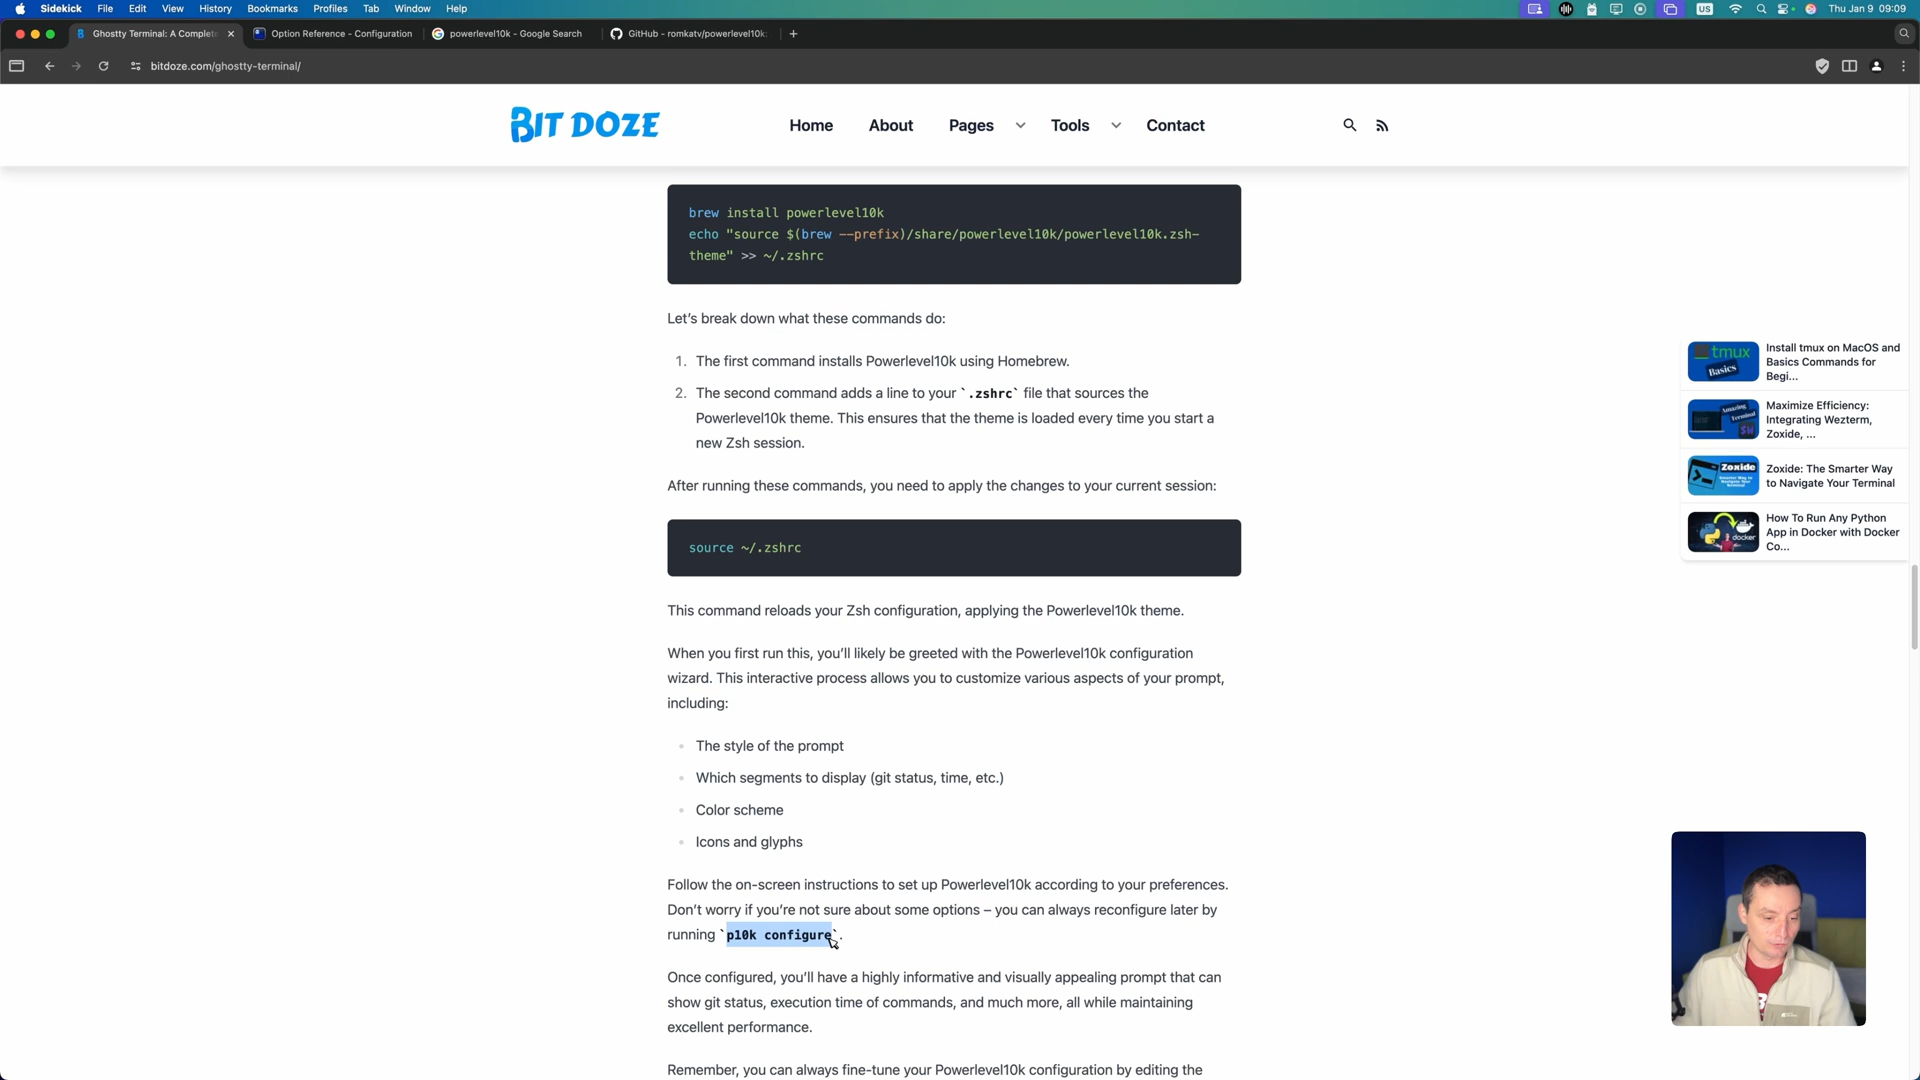 Sidekick File Edit View History Bookmarks Profiles Tab Window Help US Thu Jan 9 09:09
Ghostty Terminal: A Complete Option Reference - Configuration powerlevel10k - Google Search GitHub - romkatv/powerlevel10k:
bitdoze.com/ghostty-terminal/
BIT DOZE Home About Pages Tools Contact
brew install powerlevel10k
echo "source $(brew --prefix)/share/powerlevel10k/powerlevel10k.zsh-
theme" >> ~/.zshrc
Let’s break down what these commands do:
1. The first command installs Powerlevel10k using Homebrew.
2. The second command adds a line to your `.zshrc` file that sources the
Powerlevel10k theme. This ensures that the theme is loaded every time you start a
new Zsh session.
After running these commands, you need to apply the changes to your current session:
source ~/.zshrc
This command reloads your Zsh configuration, applying the Powerlevel10k theme.
When you first run this, you’ll likely be greeted with the Powerlevel10k configuration
wizard. This interactive process allows you to customize various aspects of your prompt,
including:
The style of the prompt
Which segments to display (git status, time, etc.)
Color scheme
Icons and glyphs
Follow the on-screen instructions to set up Powerlevel10k according to your preferences.
Don’t worry if you’re not sure about some options – you can always reconfigure later by
running `p10k configure`.
Once configured, you’ll have a highly informative and visually appealing prompt that can
show git status, execution time of commands, and much more, all while maintaining
excellent performance.
Remember, you can always fine-tune your Powerlevel10k configuration by editing the
tmux
Basics
Install tmux on MacOS and
Basics Commands for
Begi...
Amazing
Terminal
Maximize Efficiency:
Integrating Wezterm,
Zoxide, ...
Zoxide
Zoxide: The Smarter Way
to Navigate Your Terminal
docker
How To Run Any Python
App in Docker with Docker
Co...